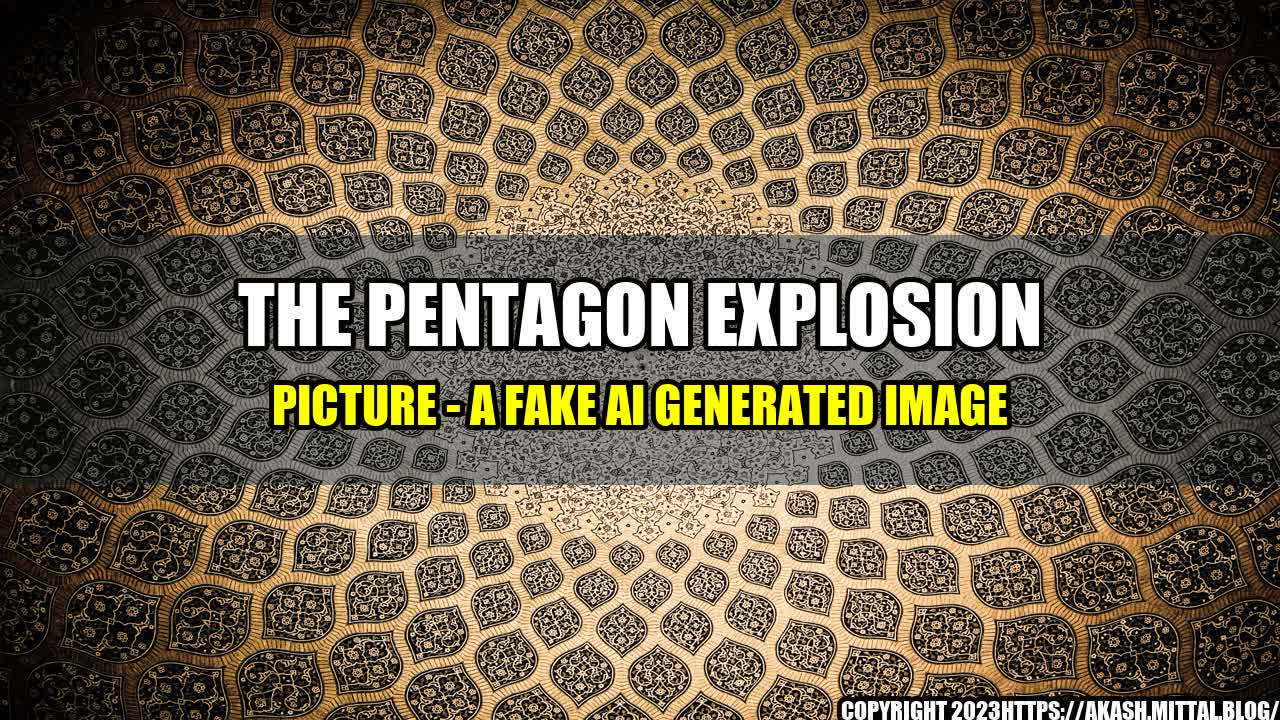 THE PENTAGON EXPLOSION
PICTURE - A FAKE AI GENERATED IMAGE
COPYRIGHT 2023HTTPS://AKASH.MITTAL.BLOG/